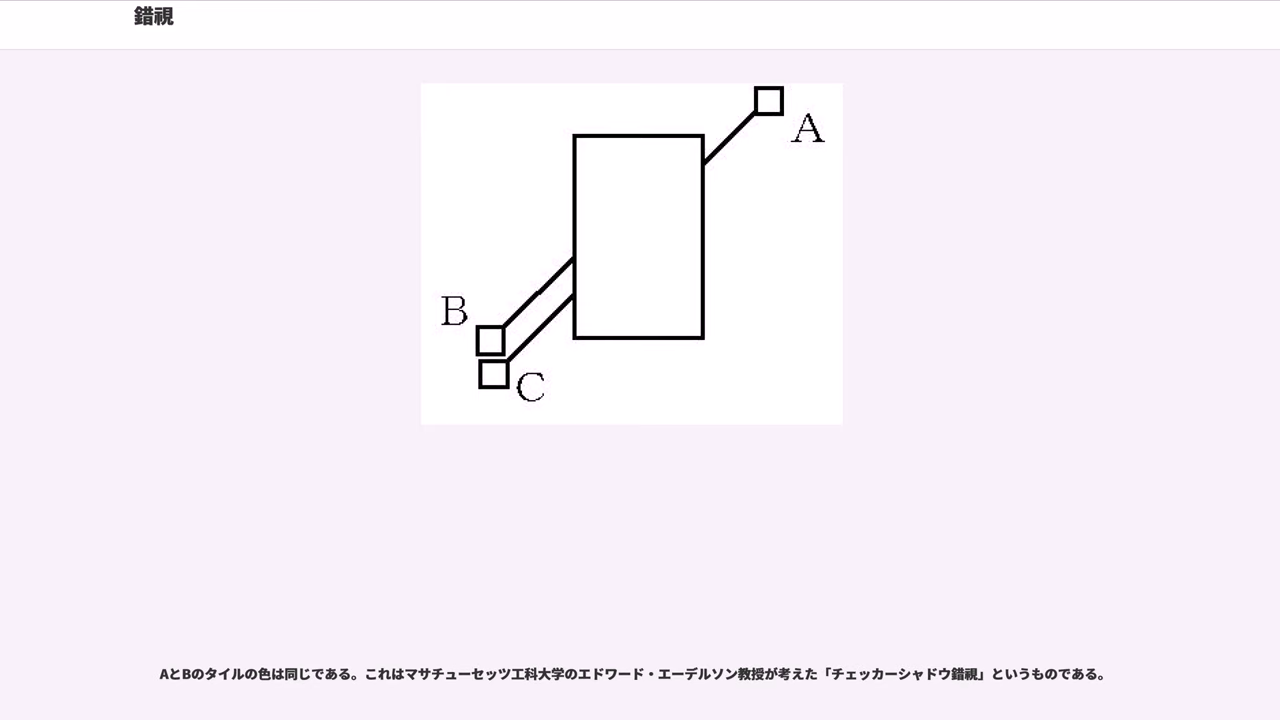 錯視
A
B
C
AとBのタイルの色は同じである。これはマサチューセッツ工科大学のエドワード・エーデルソン教授が考えた「チェッカーシャドウ錯視」というものである。